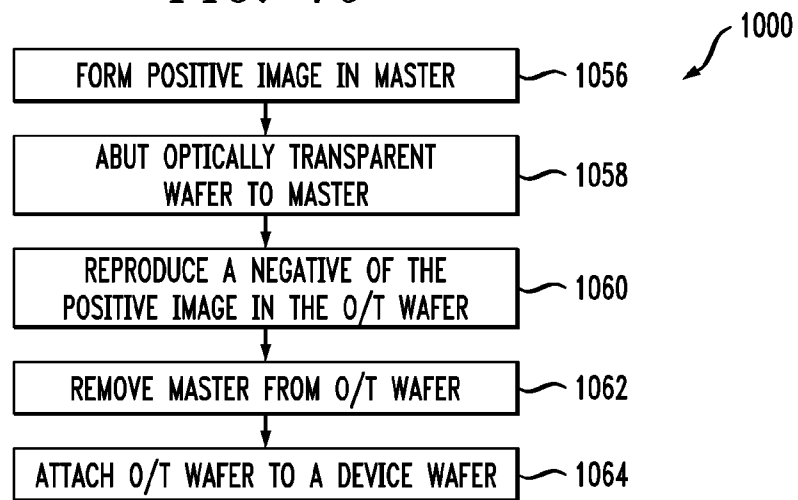 1000
FORM POSITIVE IMAGE IN MASTER
1056
ABUT OPTICALLY TRANSPARENT
WAFER TO MASTER
1058
REPRODUCE A NEGATIVE OF THE
POSITIVE IMAGE IN THE O/T WAFER
1060
REMOVE MASTER FROM O/T WAFER
1062
ATTACH O/T WAFER TO A DEVICE WAFER
1064